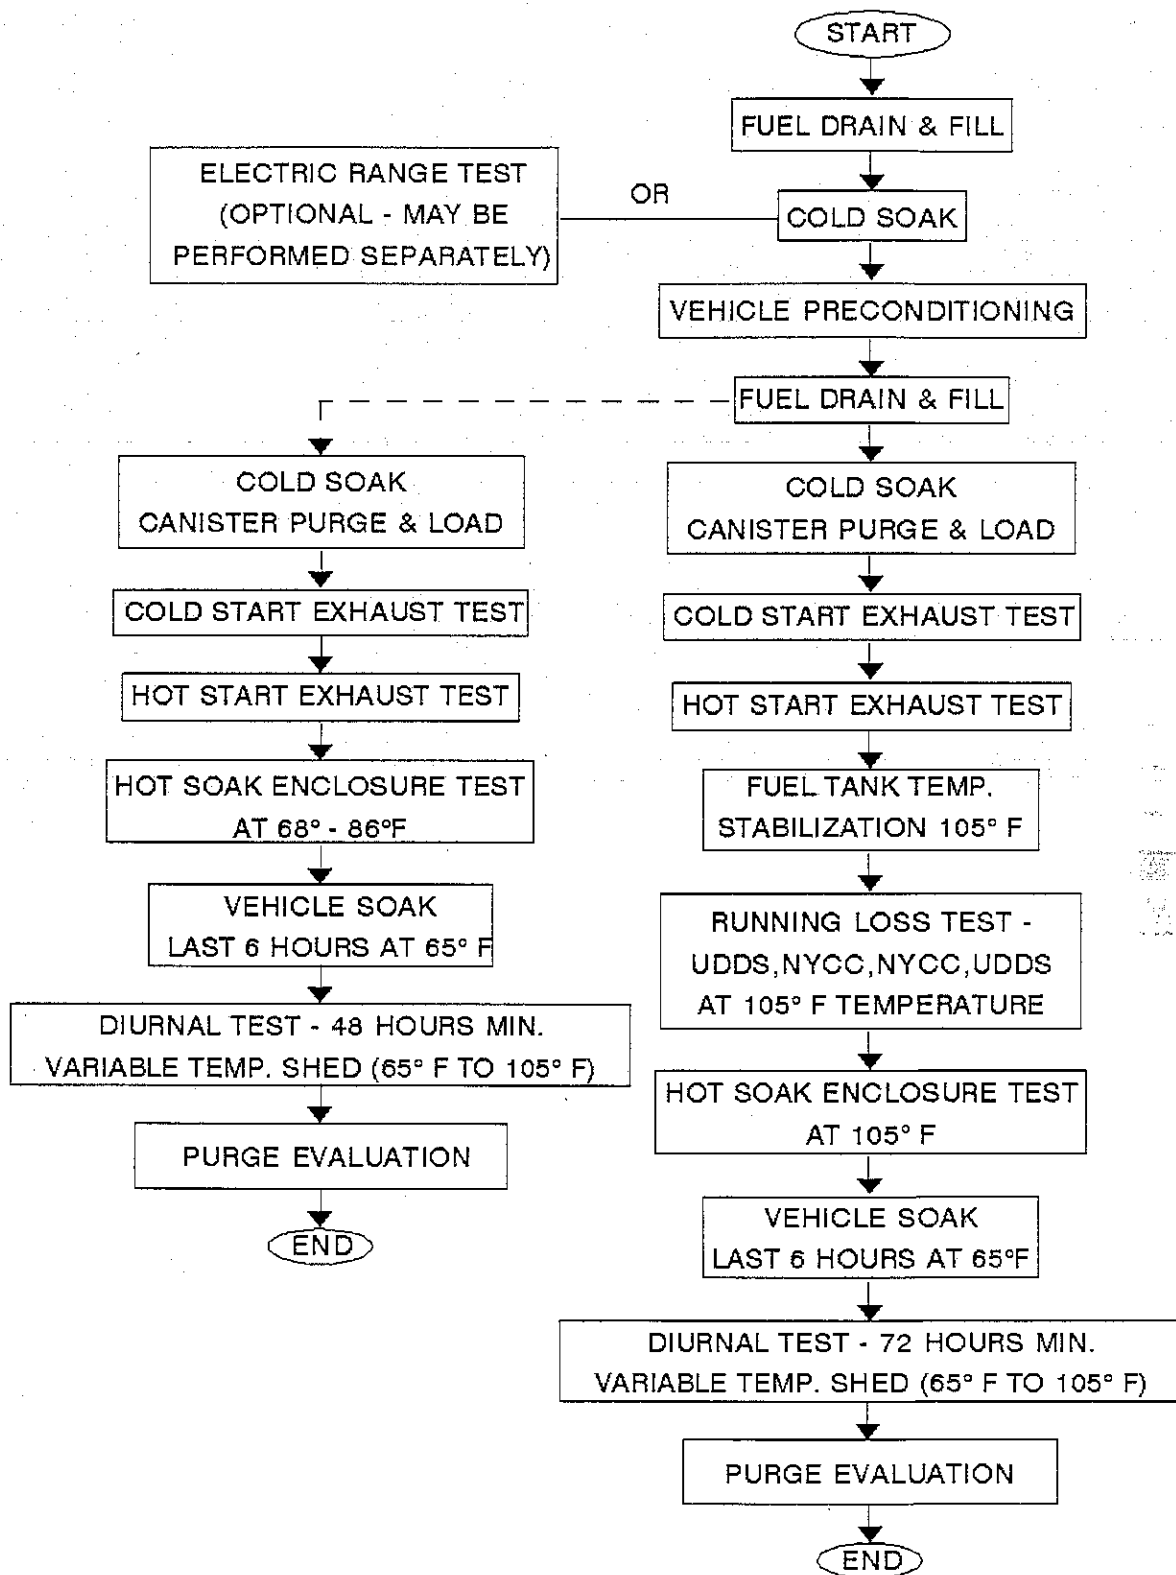 START
FUEL DRAIN & FILL
ELECTRIC RANGE TEST
(OPTIONAL - MAY BE
PERFORMED SEPARATELY)
OR
COLD SOAK
VEHICLE PRECONDITIONING
FUEL DRAIN & FILL
COLD SOAK
CANISTER PURGE & LOAD
COLD START EXHAUST TEST
HOT START EXHAUST TEST
HOT SOAK ENCLOSURE TEST
AT 68° - 86°F
VEHICLE SOAK
LAST 6 HOURS AT 65° F
DIURNAL TEST - 48 HOURS MIN.
VARIABLE TEMP. SHED (65° F TO 105° F)
PURGE EVALUATION
END
COLD SOAK
CANISTER PURGE & LOAD
COLD START EXHAUST TEST
HOT START EXHAUST TEST
FUEL TANK TEMP.
STABILIZATION 105° F
RUNNING LOSS TEST -
UDDS,NYCC,NYCC,UDDS
AT 105° F TEMPERATURE
HOT SOAK ENCLOSURE TEST
AT 105° F
VEHICLE SOAK
LAST 6 HOURS AT 65°F
DIURNAL TEST - 72 HOURS MIN.
VARIABLE TEMP. SHED (65° F TO 105° F)
PURGE EVALUATION
END